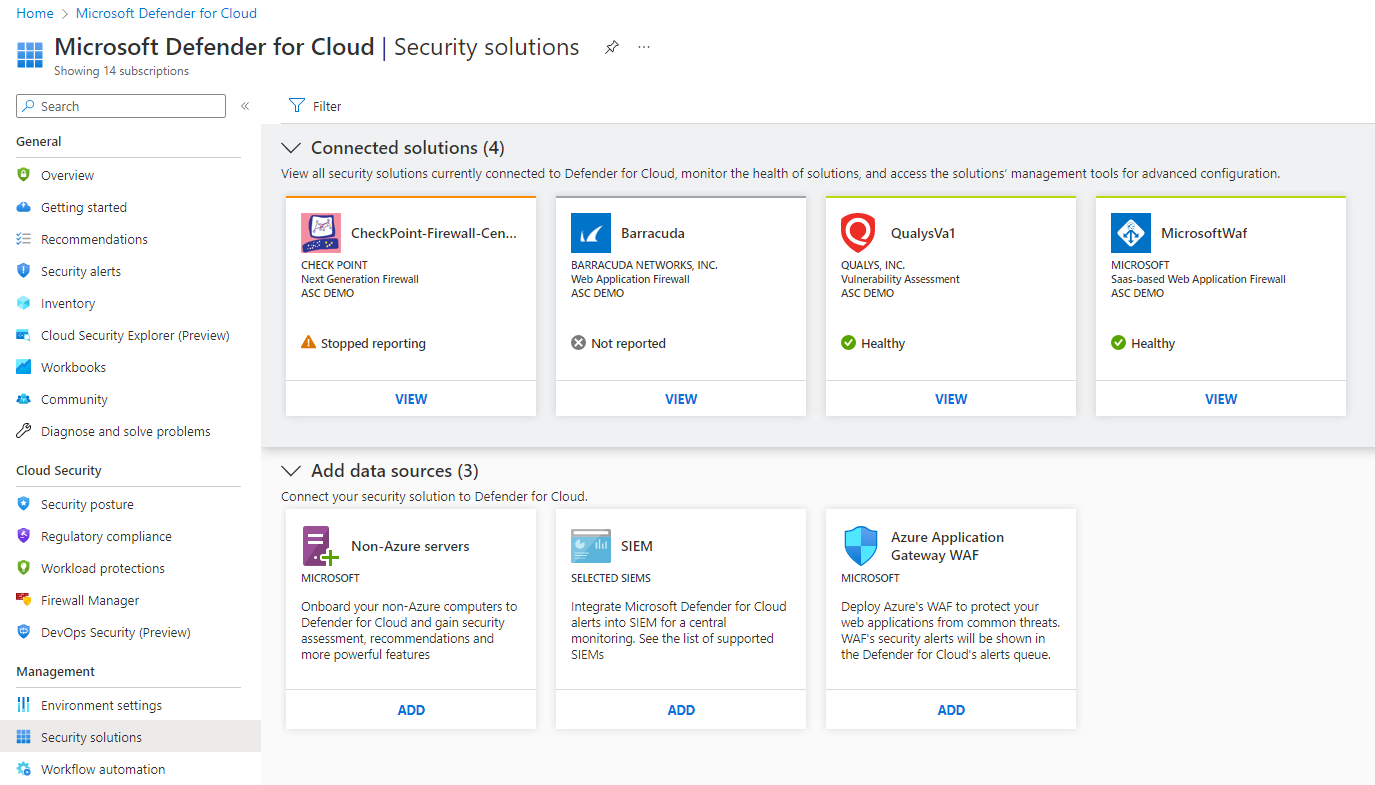 Home > Microsoft Defender for Cloud
Microsoft Defender for Cloud | Security solutions
Showing 14 subscriptions
Search
Filter
General
Overview
Getting started
Recommendations
Security alerts
Inventory
Cloud Security Explorer (Preview)
Workbooks
Community
Diagnose and solve problems
Cloud Security
Security posture
Regulatory compliance
Workload protections
Firewall Manager
DevOps Security (Preview)
Management
Environment settings
Security solutions
Workflow automation
Connected solutions (4)
View all security solutions currently connected to Defender for Cloud, monitor the health of solutions, and access the solutions’ management tools for advanced configuration.
CheckPoint-Firewall-Cen...
CHECK POINT
Next Generation Firewall
ASC DEMO
Stopped reporting
VIEW
Barracuda
BARRACUDA NETWORKS, INC.
Web Application Firewall
ASC DEMO
Not reported
VIEW
QualysVa1
QUALYS, INC.
Vulnerability Assessment
ASC DEMO
Healthy
VIEW
MicrosoftWaf
MICROSOFT
Saas-based Web Application Firewall
ASC DEMO
Healthy
VIEW
Add data sources (3)
Connect your security solution to Defender for Cloud.
Non-Azure servers
MICROSOFT
Onboard your non-Azure computers to
Defender for Cloud and gain security
assessment, recommendations and
more powerful features
ADD
SIEM
SELECTED SIEMS
Integrate Microsoft Defender for Cloud
alerts into SIEM for a central
monitoring. See the list of supported
SIEMs
ADD
Azure Application
Gateway WAF
MICROSOFT
Deploy Azure's WAF to protect your
web applications from common threats.
WAF's security alerts will be shown in
the Defender for Cloud's alerts queue.
ADD